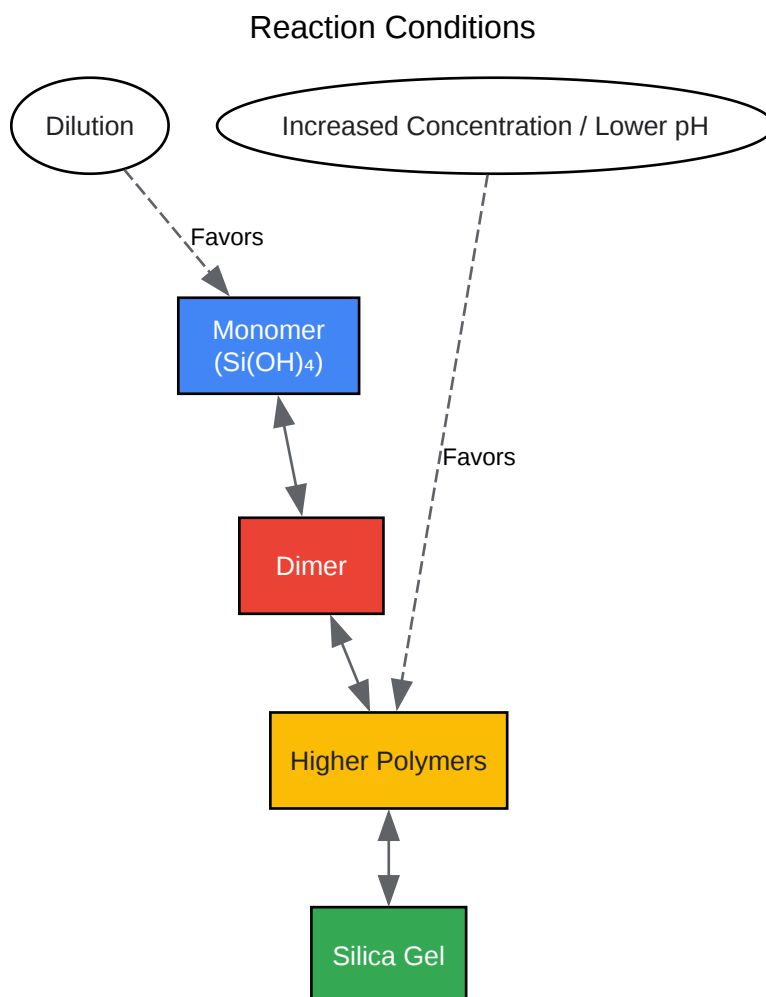 Reaction Conditions
Dilution
Increased Concentration / Lower pH
Favors
Monomer
(Si(OH)₄)
Favors
Dimer
Higher Polymers
Silica Gel